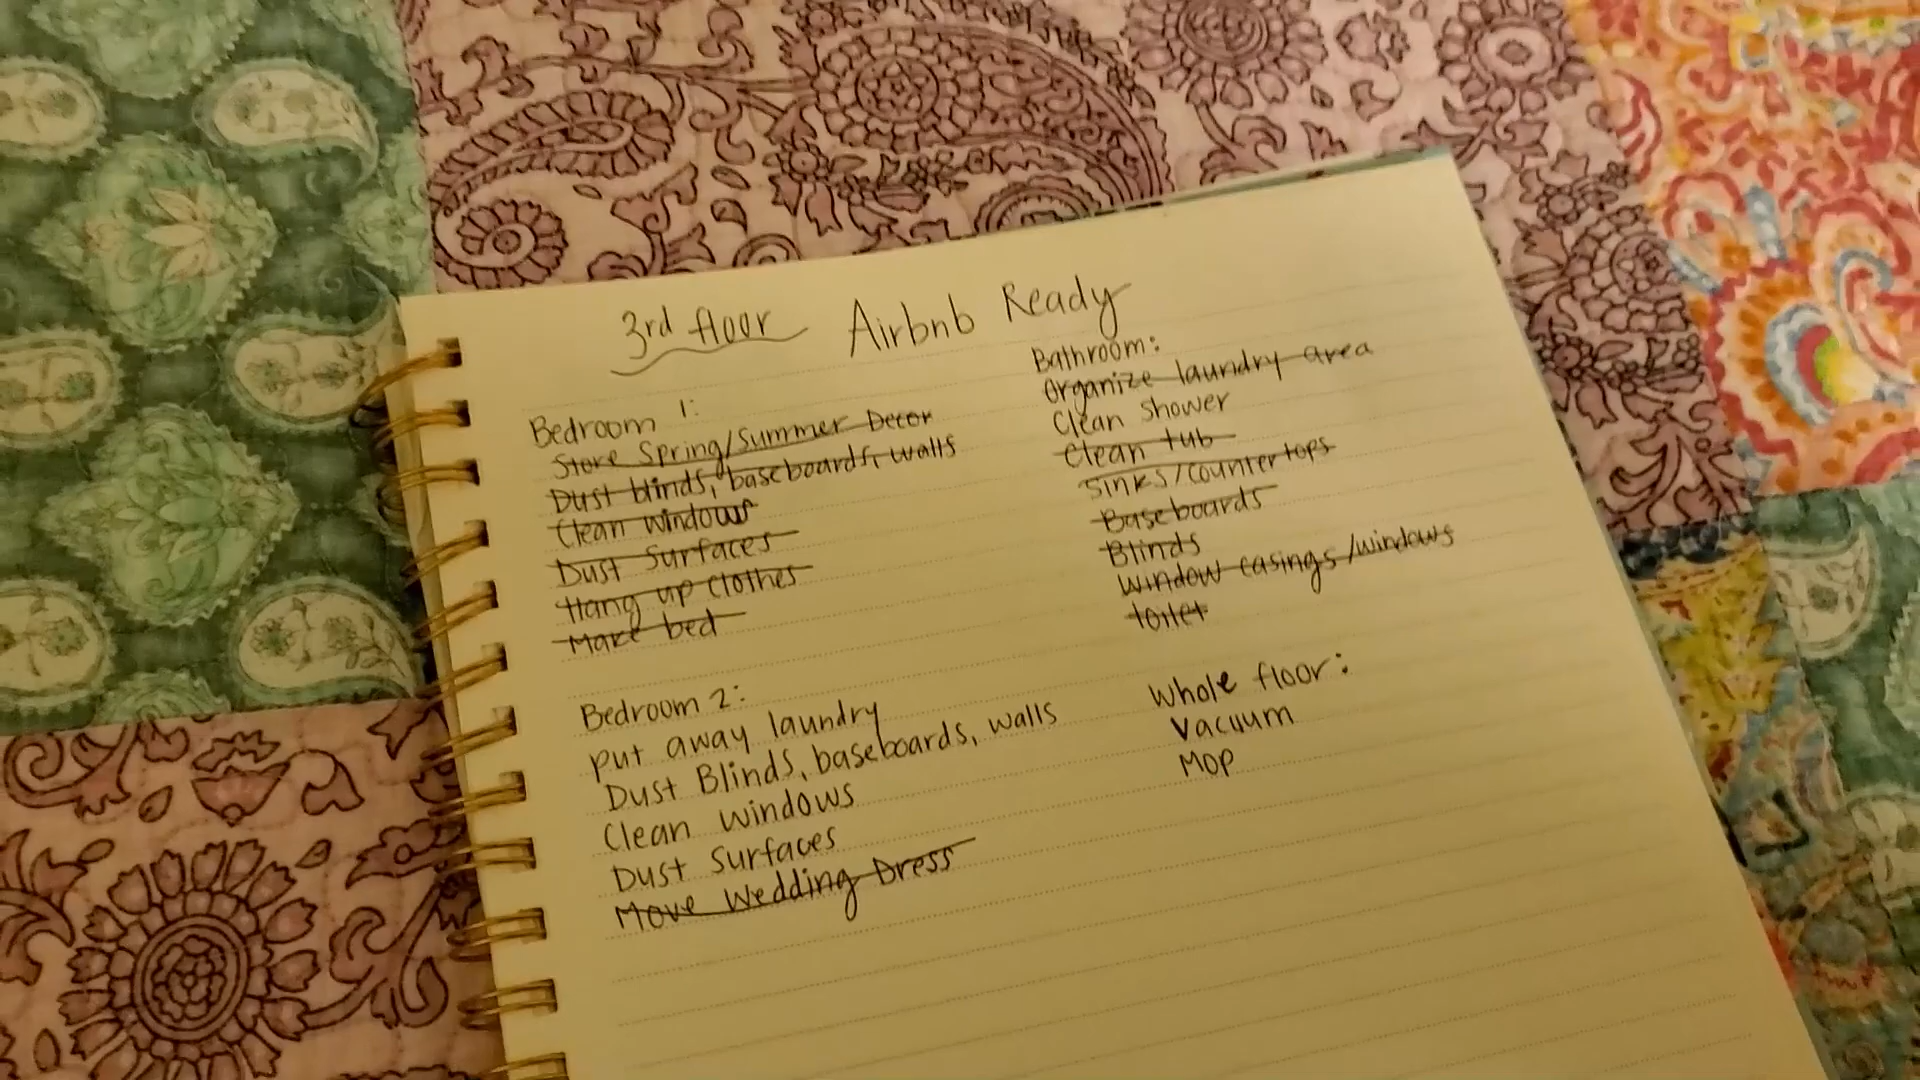 3rd floor Airbnb Ready
Bedroom 1:
Store Spring/Summer Decor
Dust blinds, baseboards, walls
Clean windows
Dust Surfaces
Hang up clothes
Make bed
Bedroom 2:
put away laundry
Dust Blinds, baseboards, walls
Clean windows
Dust Surfaces
Move Wedding Dress
Bathroom:
Organize laundry area
Clean Shower
Clean tub
Sinks/countertops
Baseboards
Blinds
Window casings/windows
toilet
Whole floor:
Vacuum
Mop